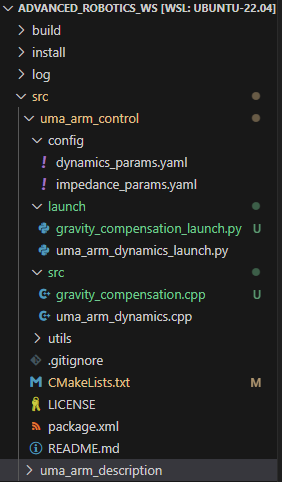 ADVANCED_ROBOTICS_WS [WSL: UBUNTU-22.04]
build
install
log
src
uma_arm_control
config
! dynamics_params.yaml
! impedance_params.yaml
launch
gravity_compensation_launch.py U
uma_arm_dynamics_launch.py
src
gravity_compensation.cpp U
uma_arm_dynamics.cpp
utils
.gitignore
CMakeLists.txt M
LICENSE
package.xml
README.md
uma_arm_description